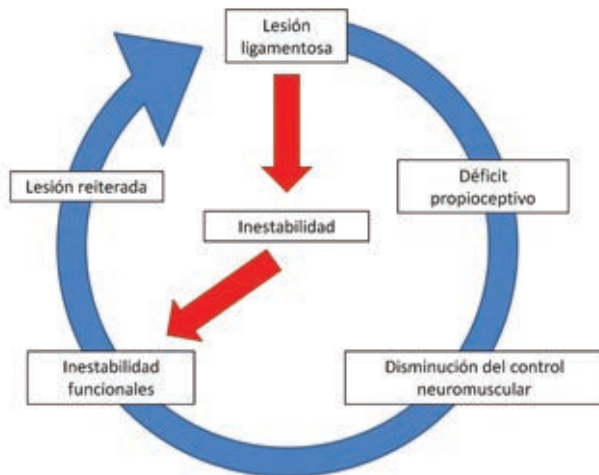 Lesión
ligamentosa
Déficit
propioceptivo
Disminución del control
neuromuscular
Inestabilidad
funcionales
Lesión reiterada
Inestabilidad